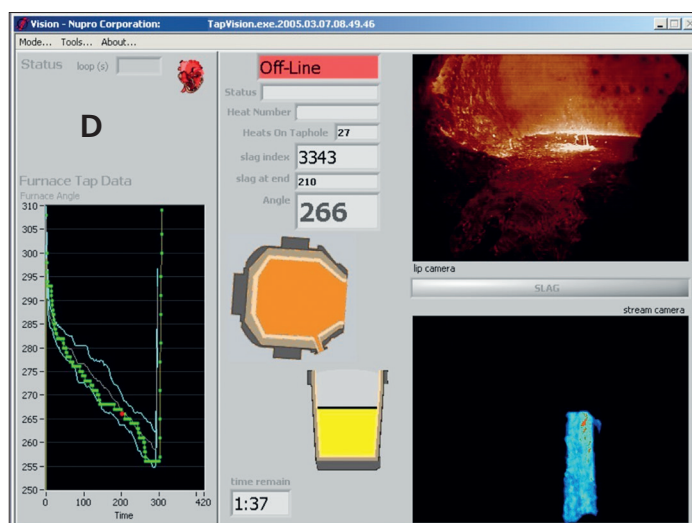 Vision - Nupro Corporation: TapVision.exe.2005.03.07.08.49.46
Mode... Tools... About...
Status loop (s)
D
Furnace Tap Data
Furnace Angle
310
305
300
295
290
285
280
275
270
265
260
255
250
0 100 200 300 420
Time
Off-Line
Status
Heat Number
Heats On Taphole 27
slag index 3343
slag at end 210
Angle 266
time remain
1:37
lip camera
SLAG
stream camera